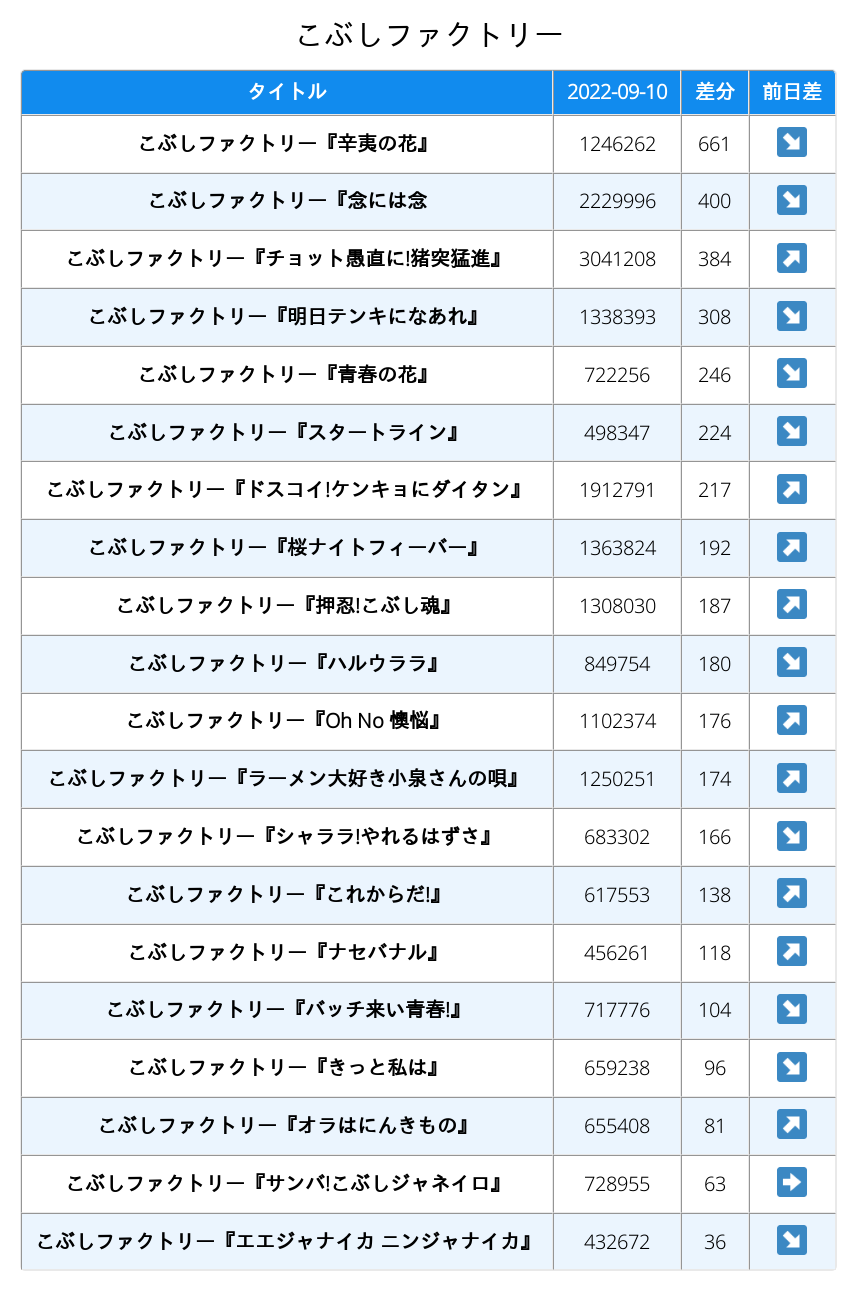 こぶしファクトリー
タイトル 2022-09-10 差分 前日差
こぶしファクトリー『辛夷の花』 1246262 661 ↘
こぶしファクトリー『念には念 2229996 400 ↘
こぶしファクトリー『チョット愚直に!猪突猛進』 3041208 384 ↗
こぶしファクトリー『明日テンキになあれ』 1338393 308 ↘
こぶしファクトリー『青春の花』 722256 246 ↘
こぶしファクトリー『スタートライン』 498347 224 ↘
こぶしファクトリー『ドスコイ!ケンキョにダイタン』 1912791 217 ↗
こぶしファクトリー『桜ナイトフィーバー』 1363824 192 ↗
こぶしファクトリー『押忍!こぶし魂』 1308030 187 ↗
こぶしファクトリー『ハルウララ』 849754 180 ↘
こぶしファクトリー『Oh No 懊悩』 1102374 176 ↗
こぶしファクトリー『ラーメン大好き小泉さんの唄』 1250251 174 ↗
こぶしファクトリー『シャララ!やれるはずさ』 683302 166 ↘
こぶしファクトリー『これからだ!』 617553 138 ↗
こぶしファクトリー『ナセバナル』 456261 118 ↗
こぶしファクトリー『バッチ来い青春!』 717776 104 ↘
こぶしファクトリー『きっと私は』 659238 96 ↘
こぶしファクトリー『オラはにんきもの』 655408 81 ↗
こぶしファクトリー『サンバ!こぶしジャネイロ』 728955 63 ➡
こぶしファクトリー『エエジャナイカ ニンジャナイカ』 432672 36 ↘